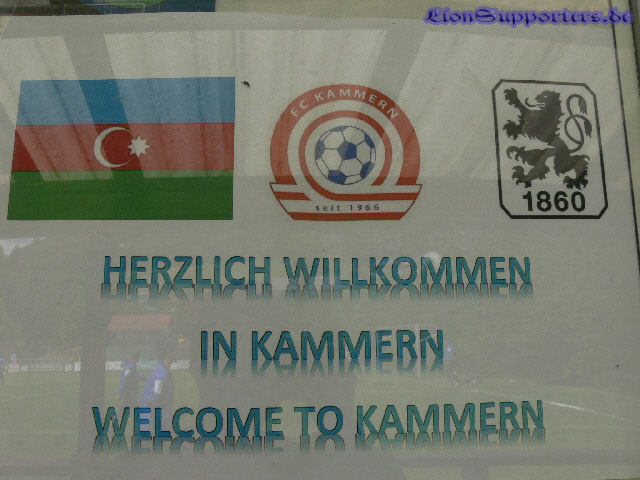 LionSupporters.de
FC KAMMERN
seit 1966
1860
HERZLICH WILLKOMMEN
IN KAMMERN
WELCOME TO KAMMERN